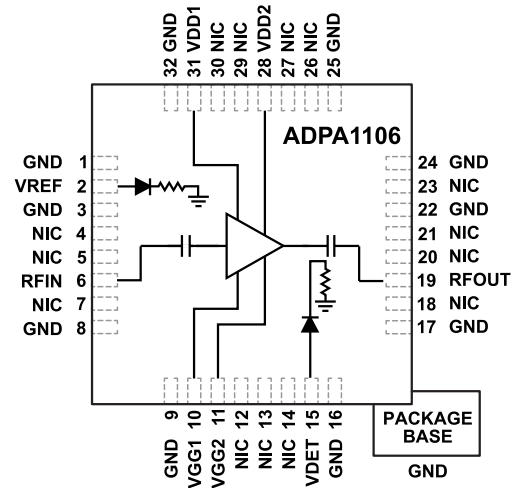 32 GND
31 VDD1
30 NIC
29 NIC
28 VDD2
27 NIC
26 NIC
25 GND
ADPA1106
GND 1
VREF 2
GND 3
NIC 4
NIC 5
RFIN 6
NIC 7
GND 8
24 GND
23 NIC
22 GND
21 NIC
20 NIC
19 RFOUT
18 NIC
17 GND
GND 9
VGG1 10
VGG2 11
NIC 12
NIC 13
NIC 14
VDET 15
GND 16
PACKAGE
BASE
GND